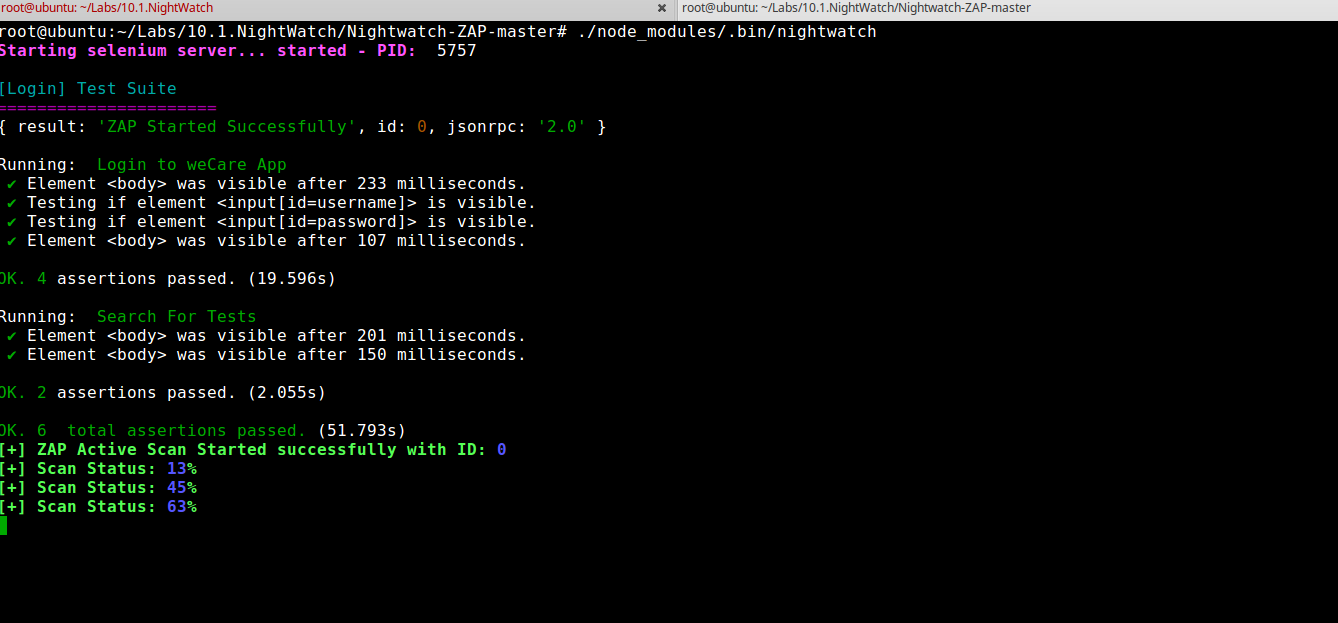 root@ubuntu: ~/Labs/10.1.NightWatch
root@ubuntu: ~/Labs/10.1.NightWatch/Nightwatch-ZAP-master
root@ubuntu:~/Labs/10.1.NightWatch/Nightwatch-ZAP-master# ./node_modules/.bin/nightwatch
Starting selenium server... started - PID:  5757
[Login] Test Suite
======================
{ result: 'ZAP Started Successfully', id: 0, jsonrpc: '2.0' }
Running:  Login to weCare App
✔ Element <body> was visible after 233 milliseconds.
✔ Testing if element <input[id=username]> is visible.
✔ Testing if element <input[id=password]> is visible.
✔ Element <body> was visible after 107 milliseconds.
OK. 4 assertions passed. (19.596s)
Running:  Search For Tests
✔ Element <body> was visible after 201 milliseconds.
✔ Element <body> was visible after 150 milliseconds.
OK. 2 assertions passed. (2.055s)
OK. 6  total assertions passed. (51.793s)
[+] ZAP Active Scan Started successfully with ID: 0
[+] Scan Status: 13%
[+] Scan Status: 45%
[+] Scan Status: 63%